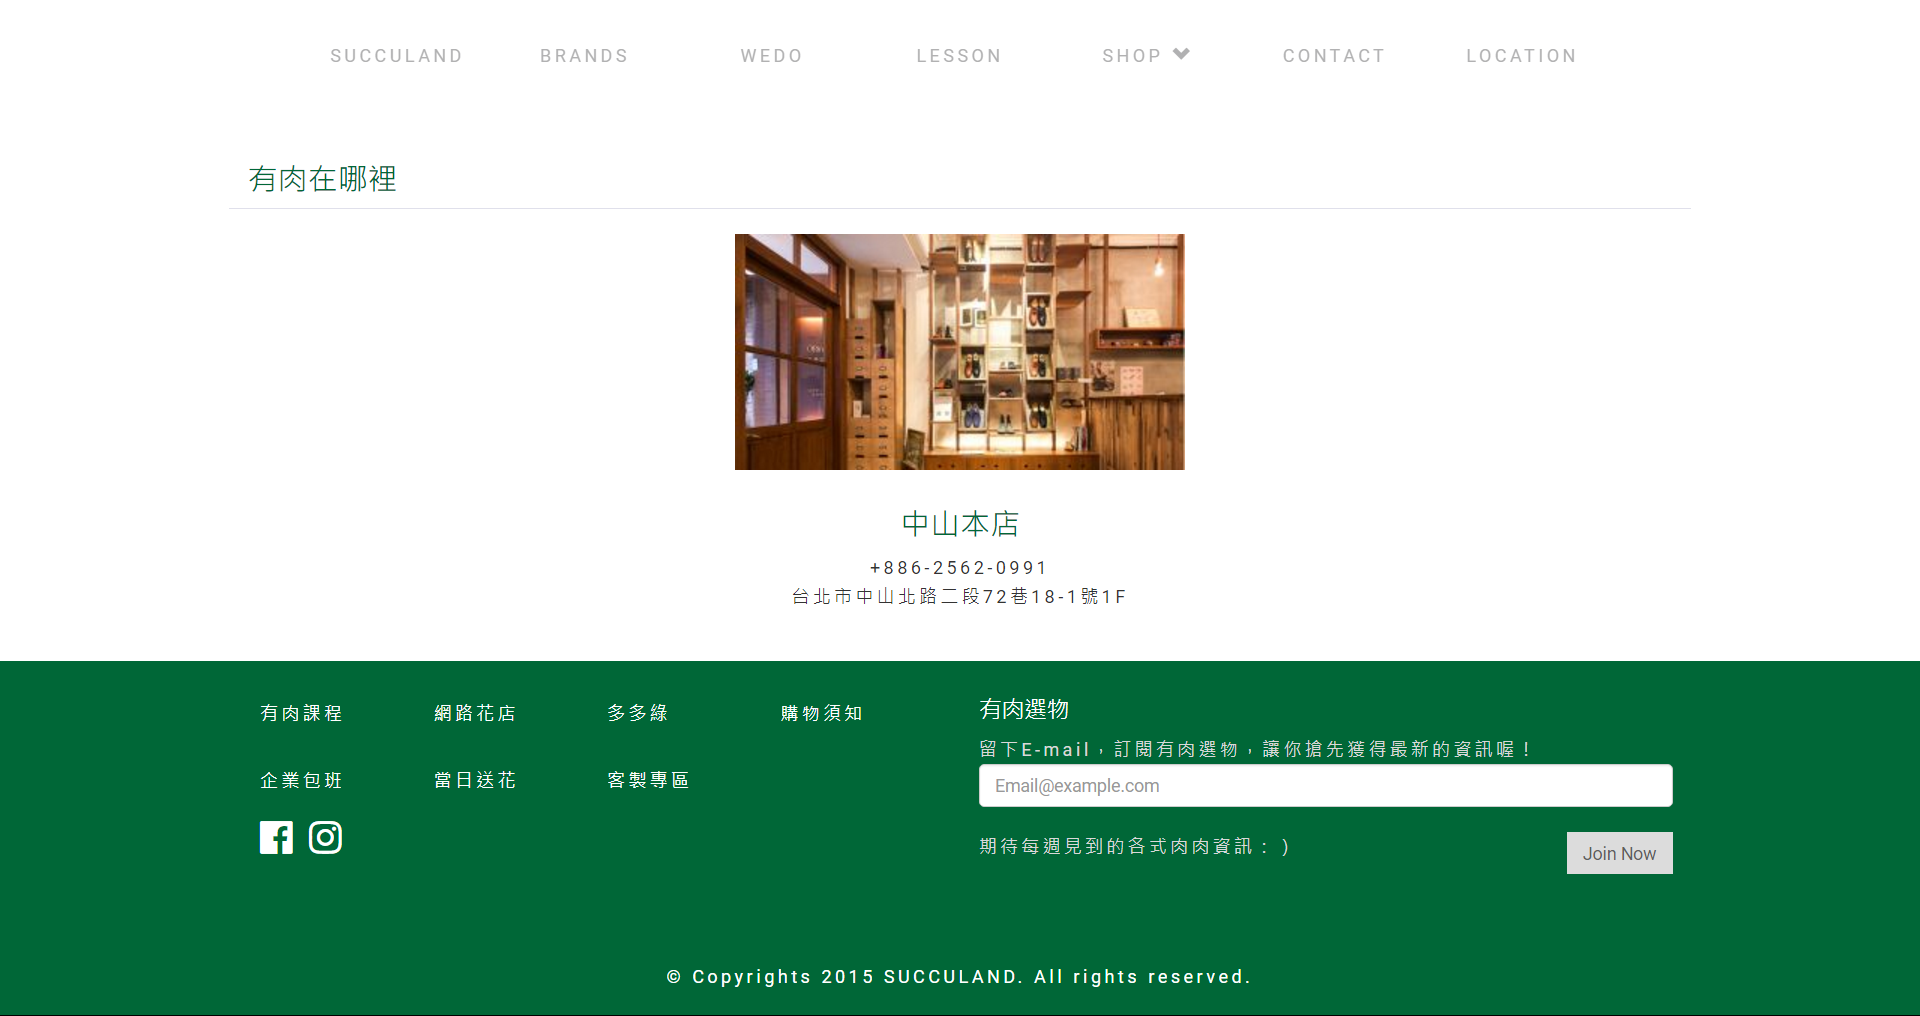 SUCCULAND BRANDS WEDO LESSON SHOP CONTACT LOCATION
有肉在哪裡
中山本店
+886-2562-0991
台北市中山北路二段72巷18-1號1F
有肉課程 網路花店 多多綠 購物須知
企業包班 當日送花 客製專區
有肉選物
留下E-mail，訂閱有肉選物，讓你搶先獲得最新的資訊喔！
Email@example.com
期待每週見到的各式肉肉資訊：）
Join Now
© Copyrights 2015 SUCCULAND. All rights reserved.